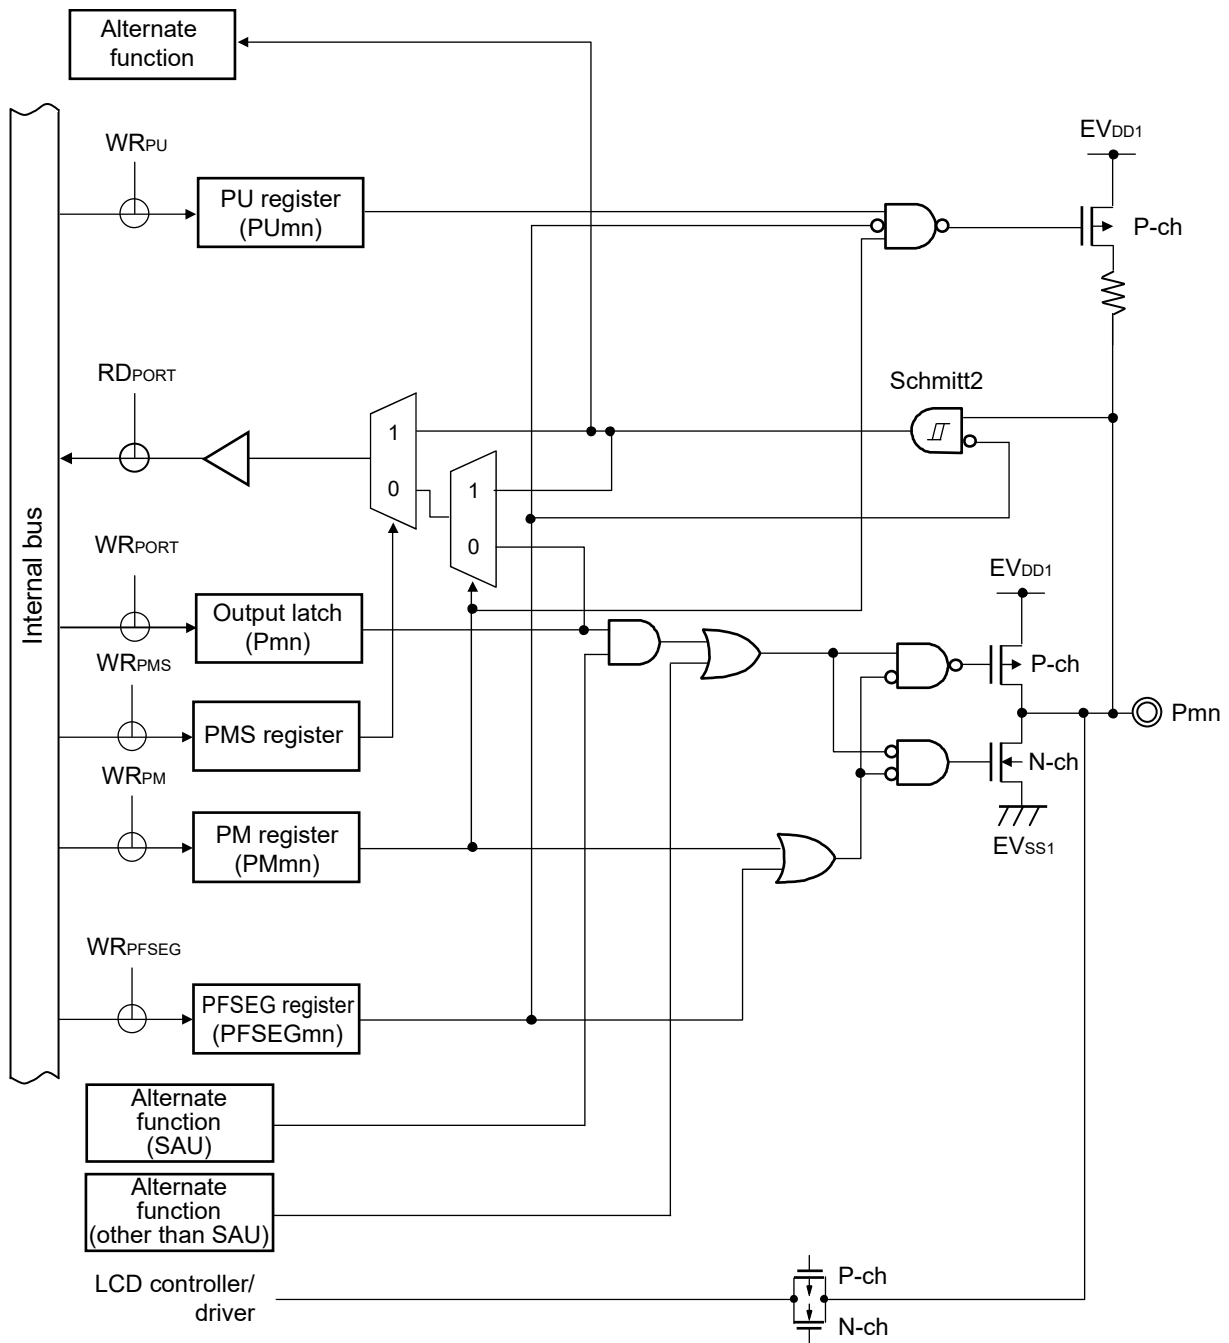 Alternate
function
WRPU
EVDD1
PU register
(PUmn)
P-ch
RDPORT
Schmitt2
1
0
1
0
Internal bus
WRPORT
EVDD1
Output latch
(Pmn)
WRPMS
P-ch
Pmn
PMS register
N-ch
WRPM
PM register
(PMmn)
EVSS1
WRPFSEG
PFSEG register
(PFSEGmn)
Alternate
function
(SAU)
Alternate
function
(other than SAU)
LCD controller/
driver
P-ch
N-ch